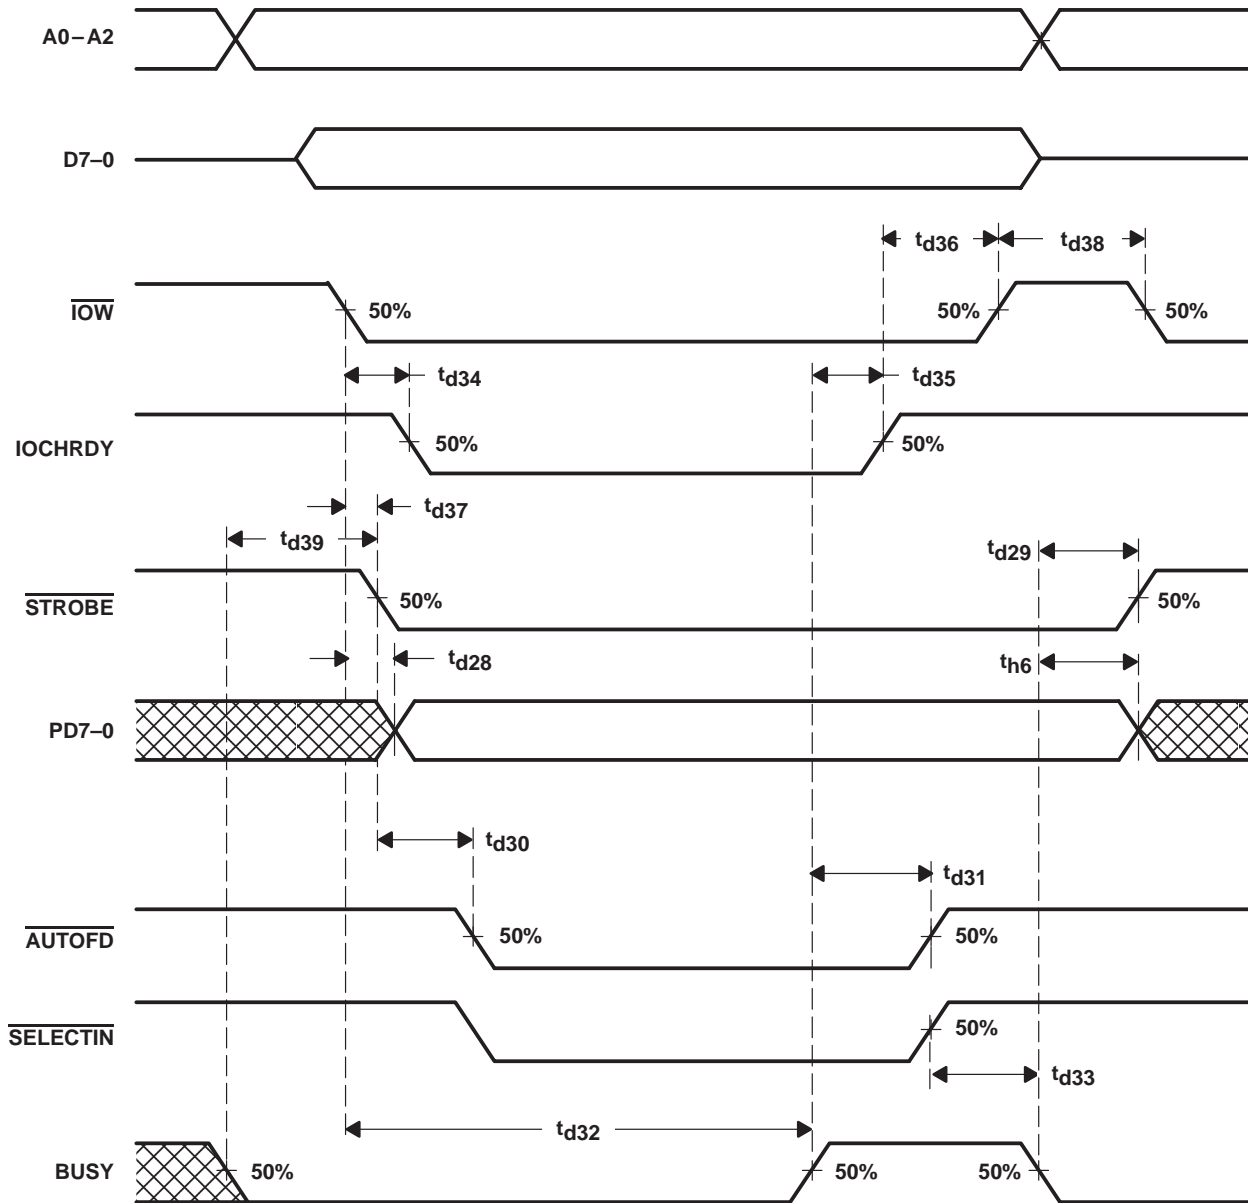 A0–A2
D7–0
td36
td38
IOW
50%
50%
50%
td34
td35
IOCHRDY
50%
50%
td37
td39
td29
STROBE
50%
50%
td28
th6
PD7–0
td30
td31
AUTOFD
50%
50%
SELECTIN
50%
td33
td32
BUSY
50%
50%
50%